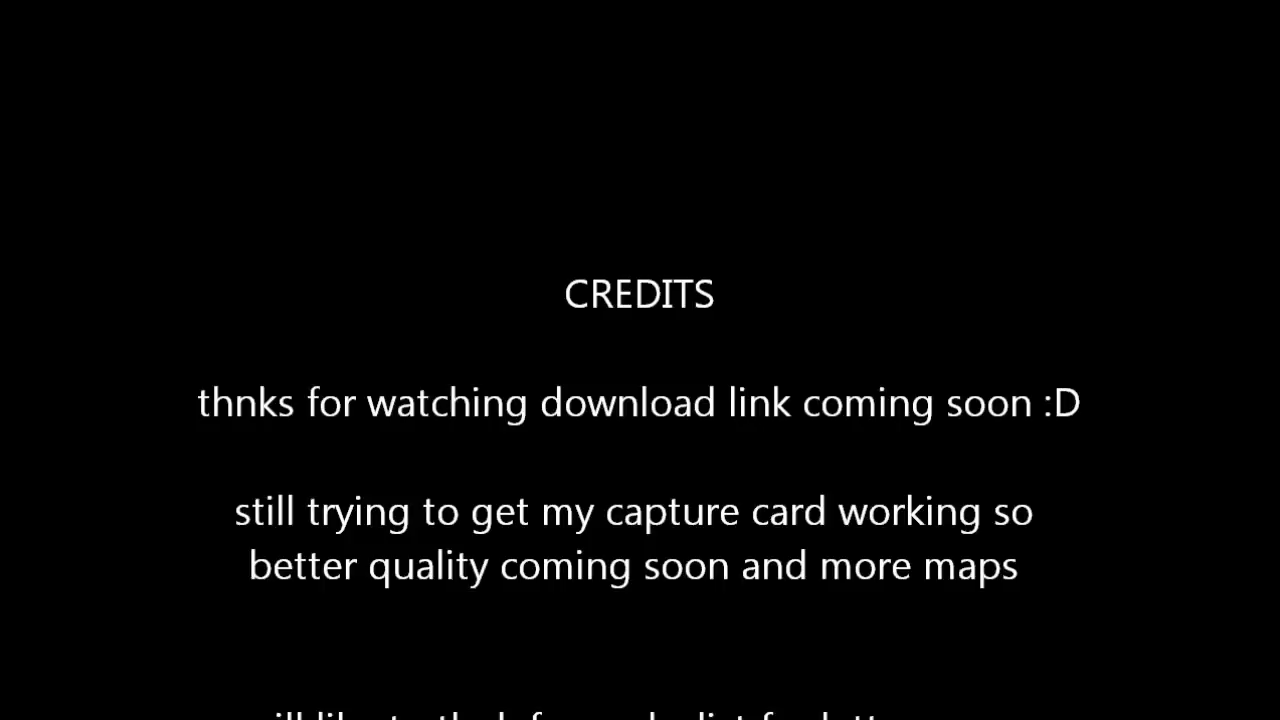 CREDITS
thnks for watching download link coming soon :D
still trying to get my capture card working so
better quality coming soon and more maps